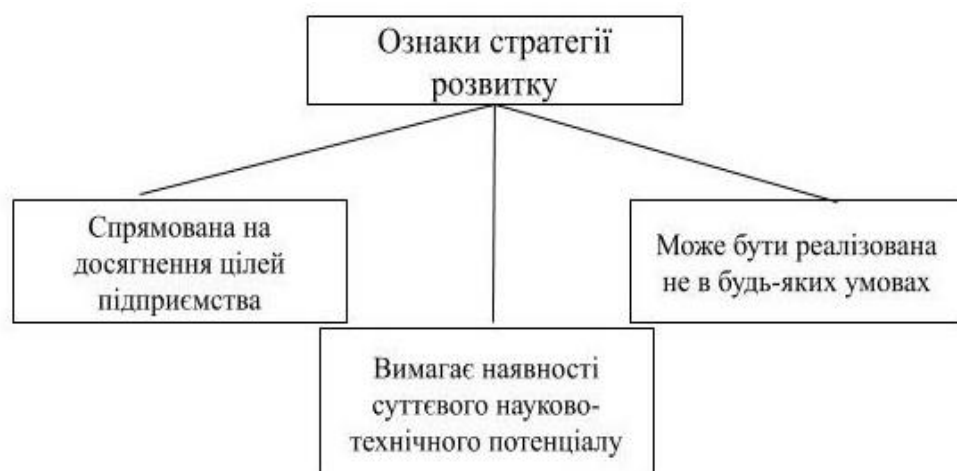 Ознаки стратегії
розвитку
Спрямована на
досягнення цілей
підприємства
Вимагає наявності
суттєвого науково-
технічного потенціалу
Може бути реалізована
не в будь-яких умовах